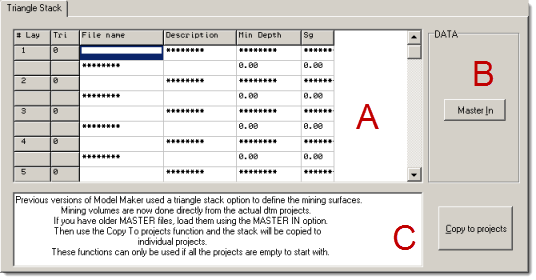 Triangle Stack
# Lay Tri File name Description Min Depth Sg
1 0 ******** ******** ******
******** 0.00 0.00
2 0 ******** ******** ******
******** 0.00 0.00
3 0 ******** ******** ******
******** 0.00 0.00
4 0 ******** ******** ******
******** 0.00 0.00
5 0 ******** ******** ******
A
DATA
B
Master In
Previous versions of Model Maker used a triangle stack option to define the mining surfaces.
Mining volumes are now done directly from the actual dtm projects.
If you have older MASTER files, load them using the MASTER IN option.
Then use the Copy To projects function and the stack will be copied to
individual projects.
These functions can only be used if all the projects are empty to start with.
C
Copy to projects